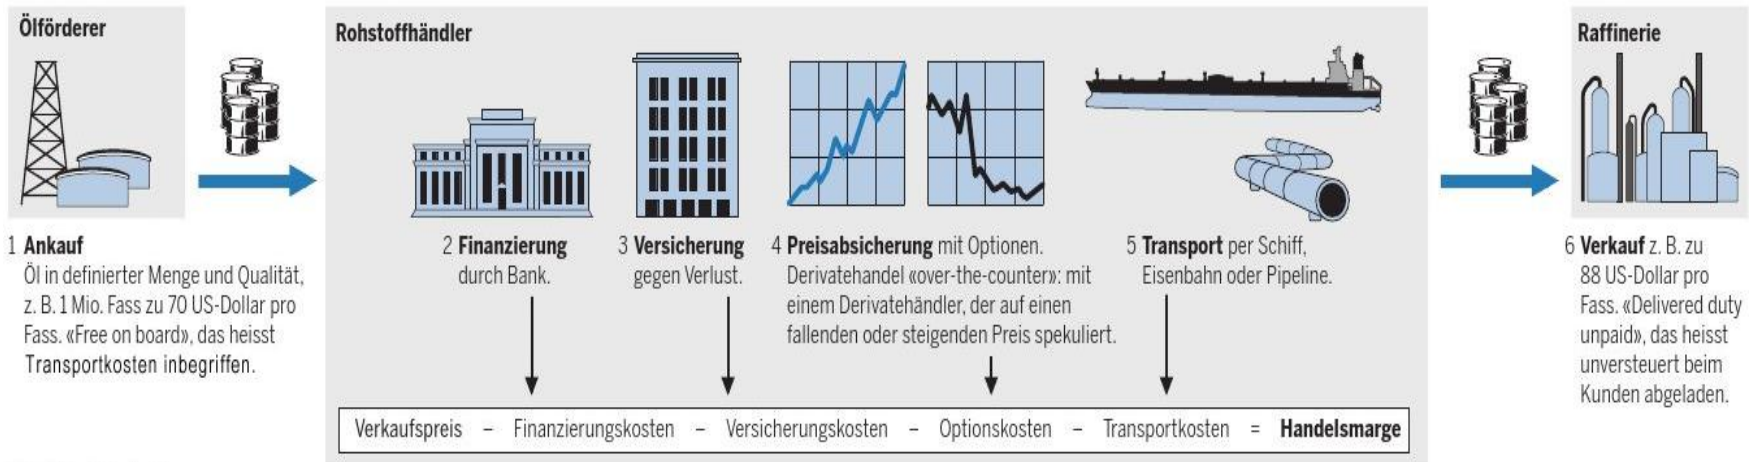 Ölförderer
Rohstoffhändler
Raffinerie
1 Ankauf
Öl in definierter Menge und Qualität,
z. B. 1 Mio. Fass zu 70 US-Dollar pro
Fass. «Free on board», das heisst
Transportkosten inbegriffen.
2 Finanzierung
durch Bank.
3 Versicherung
gegen Verlust.
4 Preisabsicherung mit Optionen.
Derivatehandel «over-the-counter»: mit
einem Derivatehändler, der auf einen
fallenden oder steigenden Preis spekuliert.
5 Transport per Schiff,
Eisenbahn oder Pipeline.
6 Verkauf z. B. zu
88 US-Dollar pro
Fass. «Delivered duty
unpaid», das heisst
unversteuert beim
Kunden abgeladen.
Verkaufspreis – Finanzierungskosten – Versicherungskosten – Optionskosten – Transportkosten = Handelsmarge